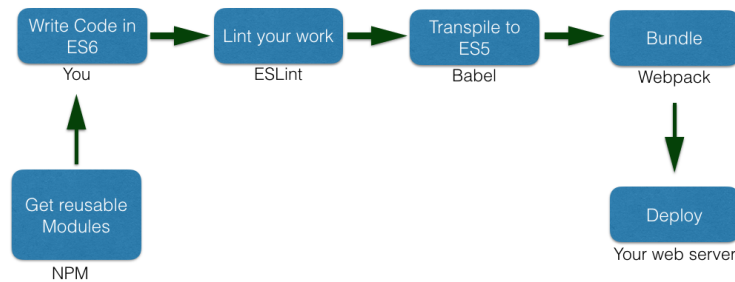 Write Code in
ES6
You
Lint your work
ESLint
Transpile to
ES5
Babel
Bundle
Webpack
Get reusable
Modules
NPM
Deploy
Your web server